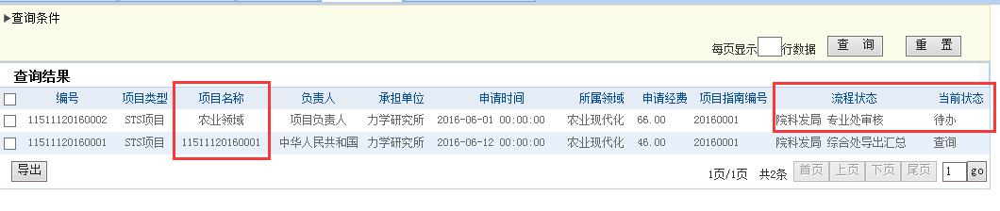 ▶查询条件
每页显示 行数据 查 询 重 置
查询结果
编号 项目类型 项目名称 负责人 承担单位 申请时间 所属领域 申请经费 项目指南编号 流程状态 当前状态
11511120160002 STS项目 农业领域 项目负责人 力学研究所 2016-06-01 00:00:00 农业现代化 66.00 20160001 院科发局 专业处审核 待办
11511120160001 STS项目 11511120160001 中华人民共和国 力学研究所 2016-06-12 00:00:00 农业现代化 46.00 20160001 院科发局 综合处导出汇总 查询
导出 1页/1页 共2条 首页 上页 下页 尾页 1 go